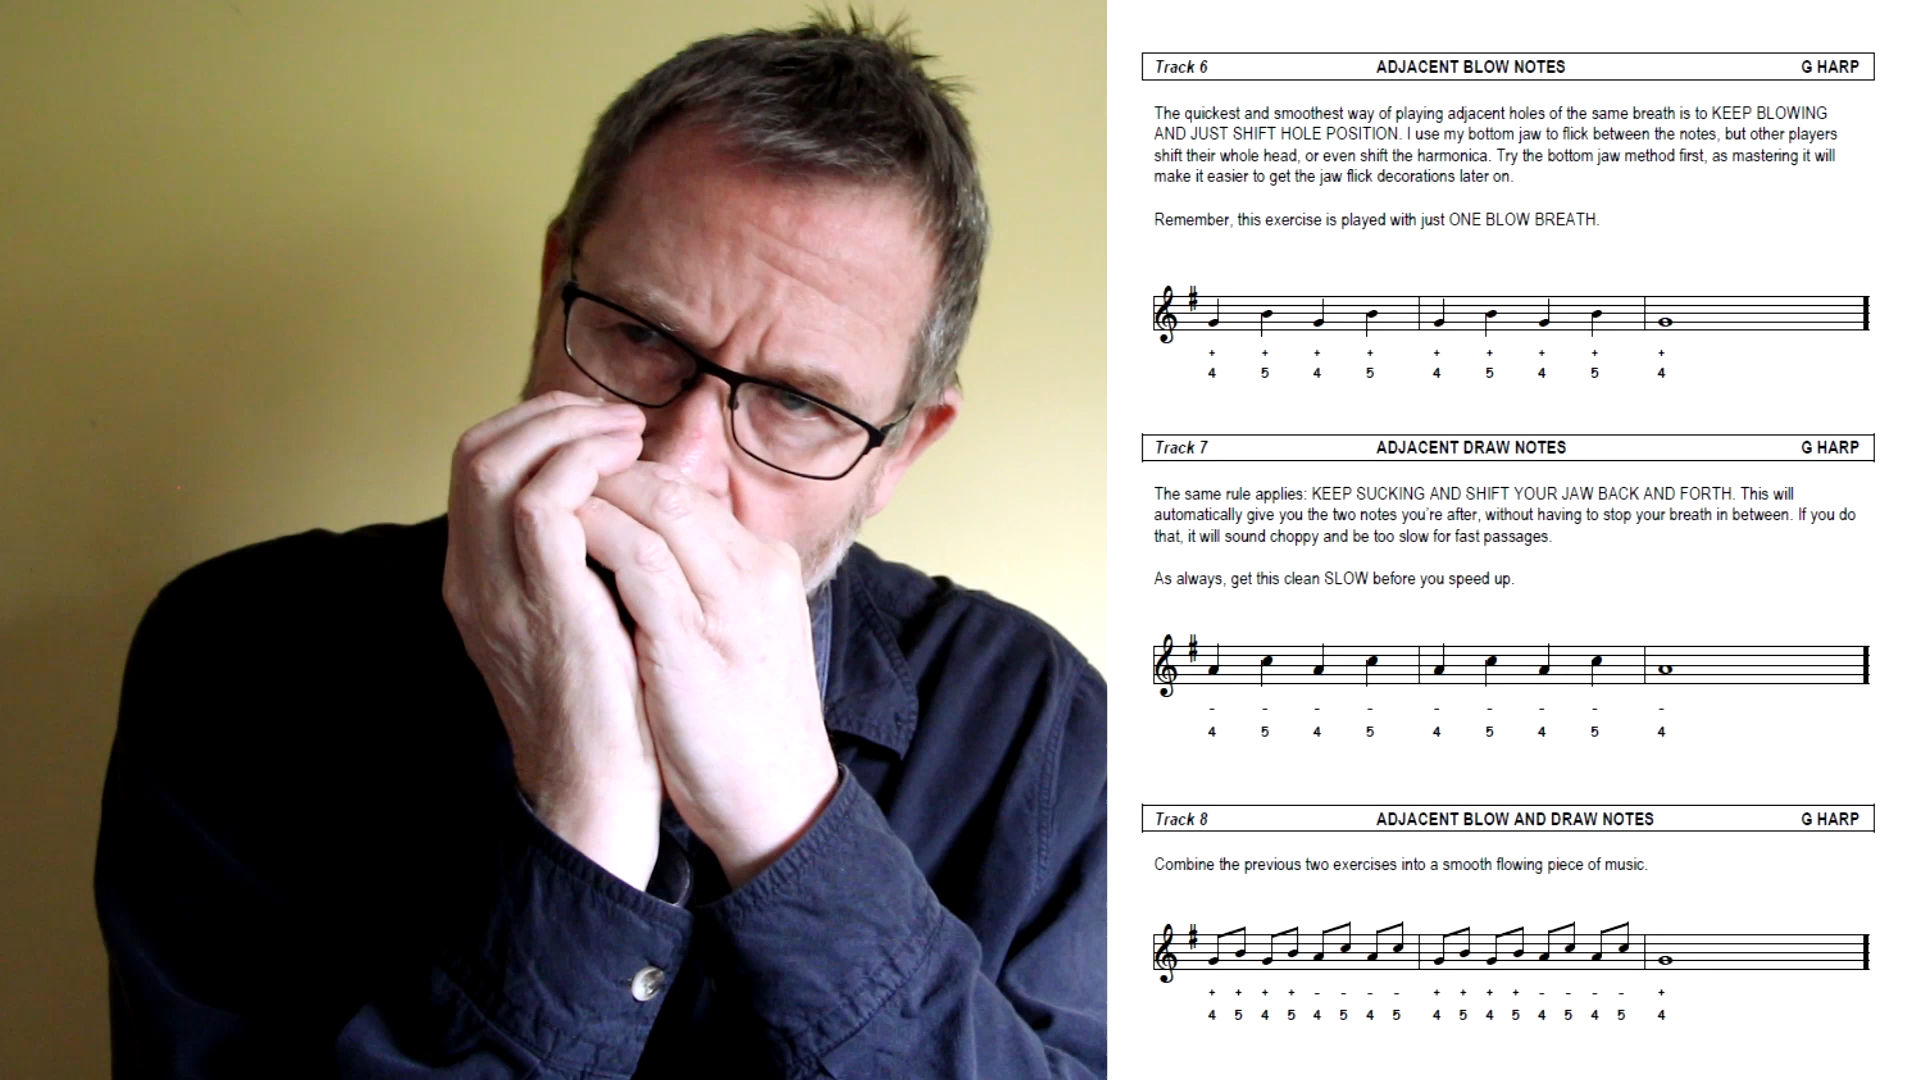 Track 6 ADJACENT BLOW NOTES G HARP
The quickest and smoothest way of playing adjacent holes of the same breath is to KEEP BLOWING
AND JUST SHIFT HOLE POSITION. I use my bottom jaw to flick between the notes, but other players
shift their whole head, or even shift the harmonica. Try the bottom jaw method first, as mastering it will
make it easier to get the jaw flick decorations later on.
Remember, this exercise is played with just ONE BLOW BREATH.
+ + + + + + + + +
4 5 4 5 4 5 4 5 4
Track 7 ADJACENT DRAW NOTES G HARP
The same rule applies: KEEP SUCKING AND SHIFT YOUR JAW BACK AND FORTH. This will
automatically give you the two notes you're after, without having to stop your breath in between. If you do
that, it will sound choppy and be too slow for fast passages.
As always, get this clean SLOW before you speed up.
- - - - - - - - -
4 5 4 5 4 5 4 5 4
Track 8 ADJACENT BLOW AND DRAW NOTES G HARP
Combine the previous two exercises into a smooth flowing piece of music.
+ + + + - - - - + + + + - - - - +
4 5 4 5 4 5 4 5 4 5 4 5 4 5 4 5 4